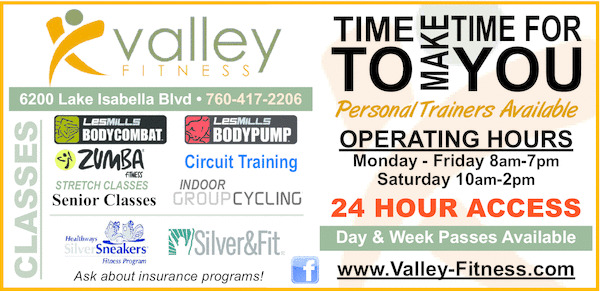 valley
FITNESS
6200 Lake Isabella Blvd • 760-417-2206
CLASSES
LESMILLS
BODYCOMBAT
LESMILLS
BODYPUMP
ZUMBA
fitness
Circuit Training
STRETCH CLASSES
Senior Classes
INDOOR
GROUPCYCLING
Healthways
SilverSneakers
Fitness Program
Silver&Fit
Ask about insurance programs!
f
TIME MAKE TIME FOR
TO YOU
Personal Trainers Available
OPERATING HOURS
Monday - Friday 8am-7pm
Saturday 10am-2pm
24 HOUR ACCESS
Day & Week Passes Available
www.Valley-Fitness.com